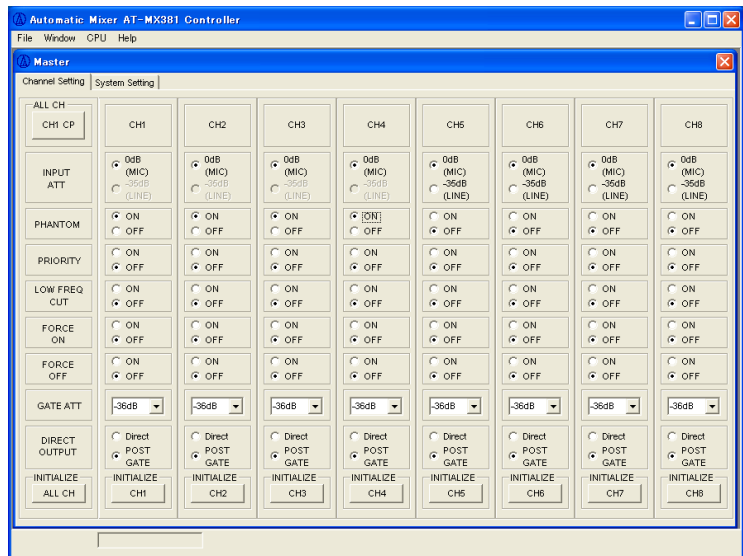 Automatic Mixer AT-MX381 Controller
File Window CPU Help
Master
Channel Setting System Setting
ALL CH
CH1 CP CH1 CH2 CH3 CH4 CH5 CH6 CH7 CH8
INPUT ATT 0dB (MIC) 0dB (MIC) 0dB (MIC) 0dB (MIC) 0dB (MIC) 0dB (MIC) 0dB (MIC) 0dB (MIC)
-35dB (LINE) -35dB (LINE) -35dB (LINE) -35dB (LINE) -35dB (LINE) -35dB (LINE) -35dB (LINE) -35dB (LINE)
PHANTOM ON ON ON ON ON ON ON ON
OFF OFF OFF OFF OFF OFF OFF OFF
PRIORITY ON ON ON ON ON ON ON ON
OFF OFF OFF OFF OFF OFF OFF OFF
LOW FREQ CUT ON ON ON ON ON ON ON ON
OFF OFF OFF OFF OFF OFF OFF OFF
FORCE ON ON ON ON ON ON ON ON ON
OFF OFF OFF OFF OFF OFF OFF OFF
FORCE OFF ON ON ON ON ON ON ON ON
OFF OFF OFF OFF OFF OFF OFF OFF
GATE ATT -36dB -36dB -36dB -36dB -36dB -36dB -36dB -36dB
DIRECT OUTPUT Direct Direct Direct Direct Direct Direct Direct Direct
POST GATE POST GATE POST GATE POST GATE POST GATE POST GATE POST GATE POST GATE
INITIALIZE INITIALIZE INITIALIZE INITIALIZE INITIALIZE INITIALIZE INITIALIZE INITIALIZE INITIALIZE
ALL CH CH1 CH2 CH3 CH4 CH5 CH6 CH7 CH8